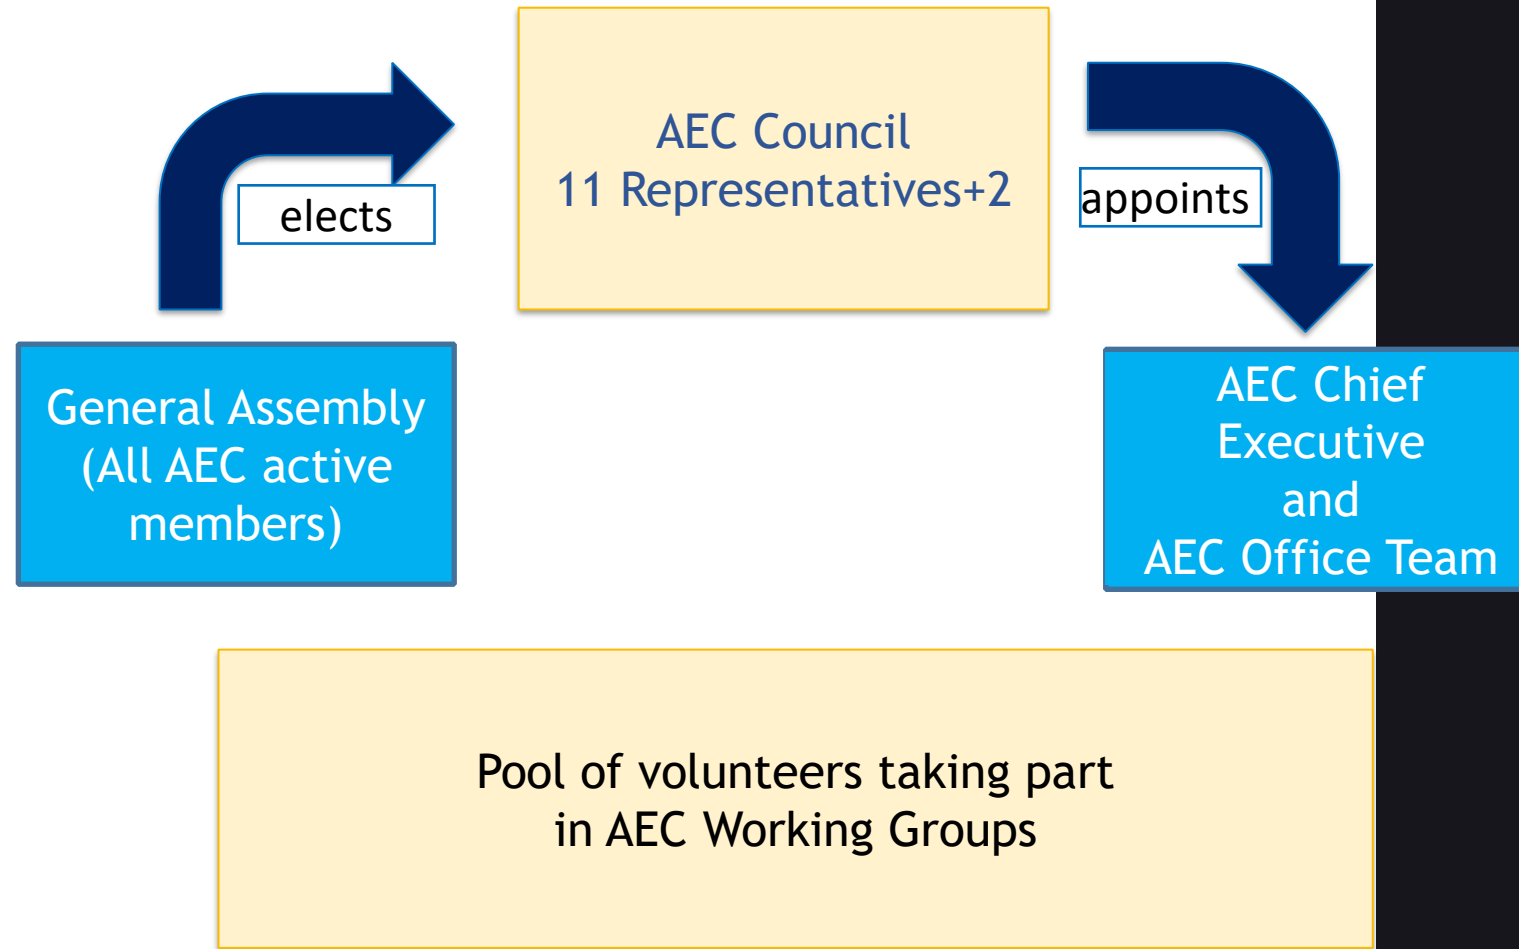 AEC Council
11 Representatives+2
elects
appoints
General Assembly
(All AEC active
members)
AEC Chief
Executive
and
AEC Office Team
Pool of volunteers taking part
in AEC Working Groups